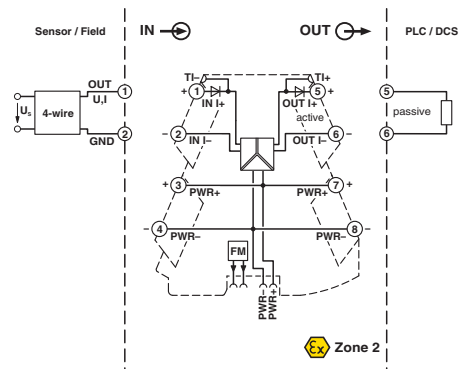 Sensor / Field
IN
OUT
PLC / DCS
TI–
TI+
OUT
1
+ 1
5 +
5
U,I
IN I+
OUT I+
Us
4-wire
active
passive
GND
2
– 2
IN I–
OUT I–
6 –
6
+ 3
PWR+
PWR+
7 +
– 4
PWR–
PWR–
8 –
FM
PWR–
PWR+
Ex
Zone 2